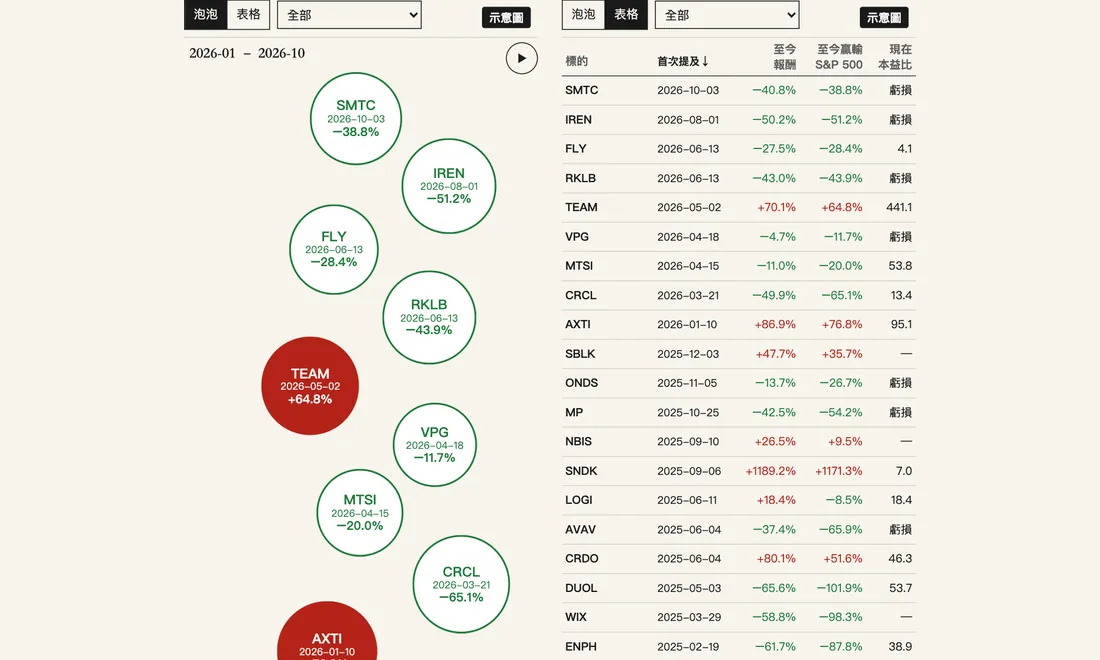 泡泡 表格 全部 示意圖
2026-01 – 2026-10
SMTC
2026-10-03
−38.8%
IREN
2026-08-01
−51.2%
FLY
2026-06-13
−28.4%
RKLB
2026-06-13
−43.9%
TEAM
2026-05-02
+64.8%
VPG
2026-04-18
−11.7%
MTSI
2026-04-15
−20.0%
CRCL
2026-03-21
−65.1%
AXTI
2026-01-10
泡泡 表格 全部 示意圖
標的 首次提及↓ 至今報酬 至今贏輸 S&P 500 現在本益比
SMTC 2026-10-03 −40.8% −38.8% 虧損
IREN 2026-08-01 −50.2% −51.2% 虧損
FLY 2026-06-13 −27.5% −28.4% 4.1
RKLB 2026-06-13 −43.0% −43.9% 虧損
TEAM 2026-05-02 +70.1% +64.8% 441.1
VPG 2026-04-18 −4.7% −11.7% 虧損
MTSI 2026-04-15 −11.0% −20.0% 53.8
CRCL 2026-03-21 −49.9% −65.1% 13.4
AXTI 2026-01-10 +86.9% +76.8% 95.1
SBLK 2025-12-03 +47.7% +35.7% —
ONDS 2025-11-05 −13.7% −26.7% 虧損
MP 2025-10-25 −42.5% −54.2% 虧損
NBIS 2025-09-10 +26.5% +9.5% —
SNDK 2025-09-06 +1189.2% +1171.3% 7.0
LOGI 2025-06-11 +18.4% −8.5% 18.4
AVAV 2025-06-04 −37.4% −65.9% 虧損
CRDO 2025-06-04 +80.1% +51.6% 46.3
DUOL 2025-05-03 −65.6% −101.9% 53.7
WIX 2025-03-29 −58.8% −98.3% —
ENPH 2025-02-19 −61.7% −87.8% 38.9